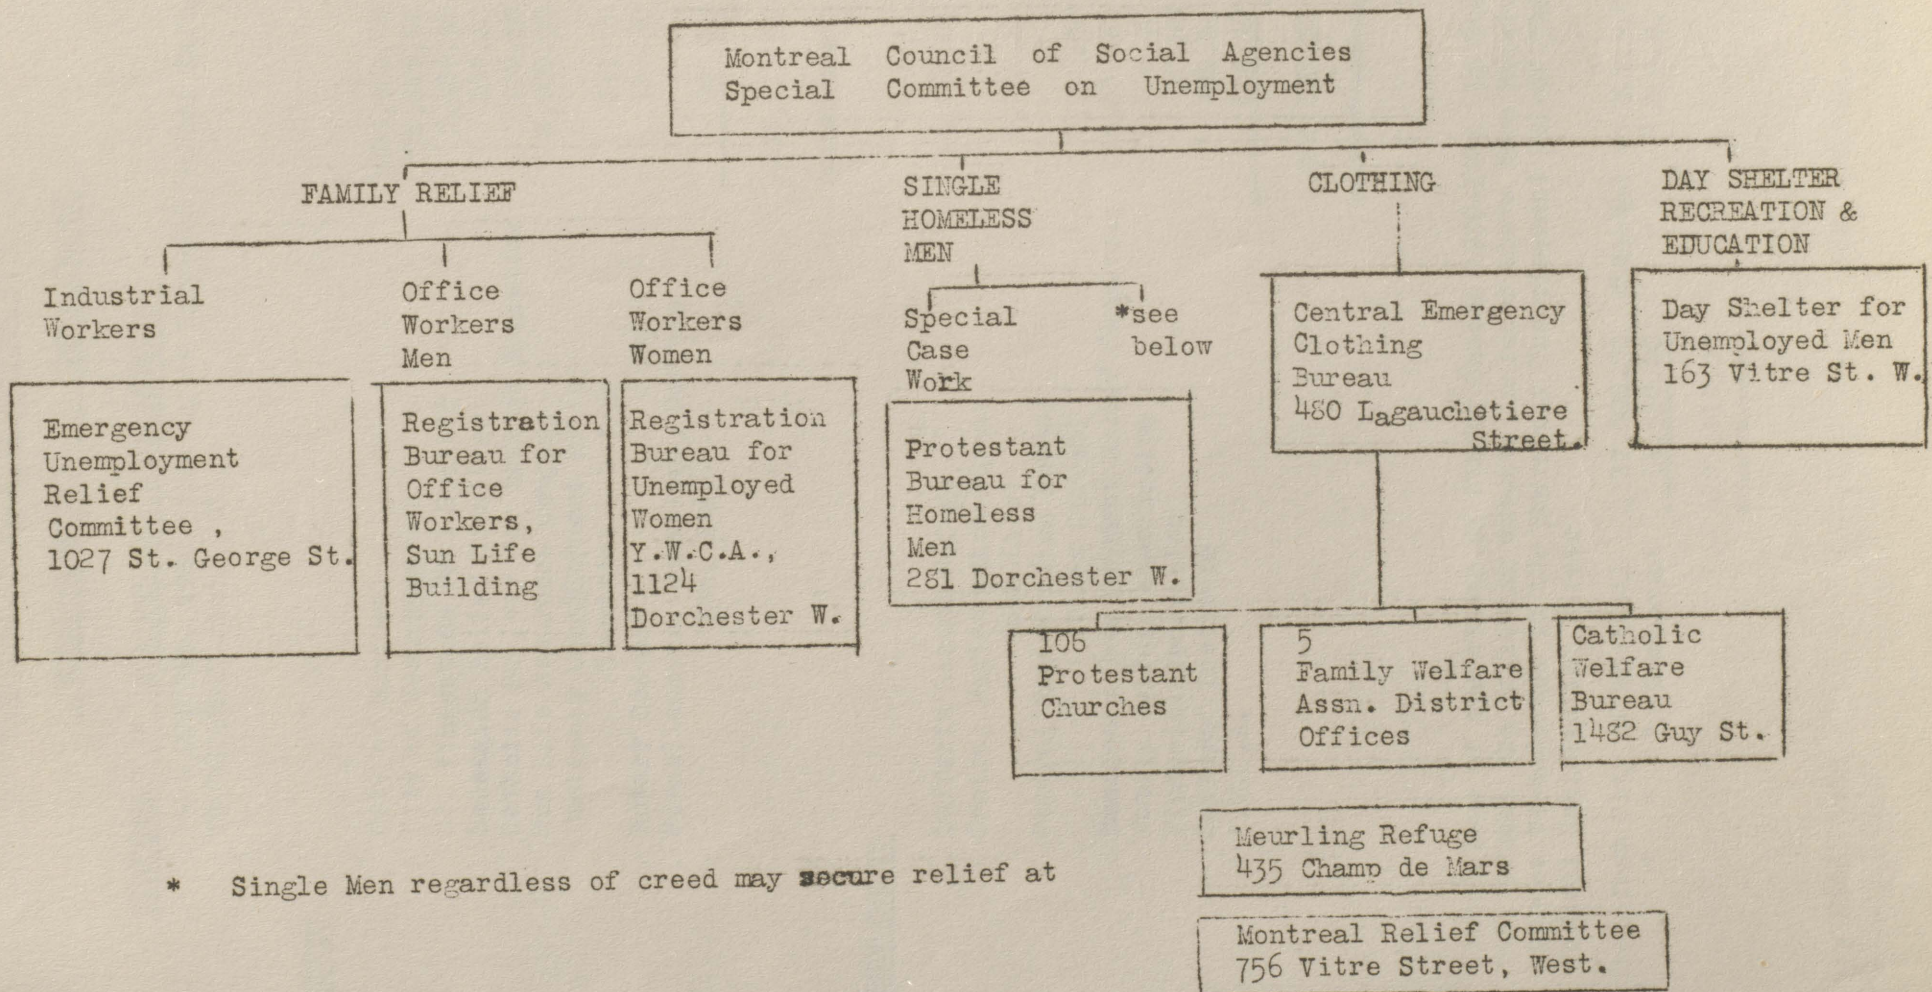 Montreal Council of Social Agencies
Special Committee on Unemployment
FAMILY RELIEF
Industrial
Workers
Emergency
Unemployment
Relief
Committee ,
1027 St. George St.
Office
Workers
Men
Registration
Bureau for
Office
Workers,
Sun Life
Building
Office
Workers
Women
Registration
Bureau for
Unemployed
Women
Y.W.C.A.,
1124
Dorchester W.
SINGLE
HOMELESS
MEN
Special
Case
Work
Protestant
Bureau for
Homeless
Men
281 Dorchester W.
*see
below
CLOTHING
Central Emergency
Clothing
Bureau
480 Lagauchetiere
Street.
106
Protestant
Churches
5
Family Welfare
Assn. District
Offices
Catholic
Welfare
Bureau
1482 Guy St.
DAY SHELTER
RECREATION &
EDUCATION
Day Shelter for
Unemployed Men
163 Vitre St. W.
* Single Men regardless of creed may secure relief at
Meurling Refuge
435 Champ de Mars
Montreal Relief Committee
756 Vitre Street, West.